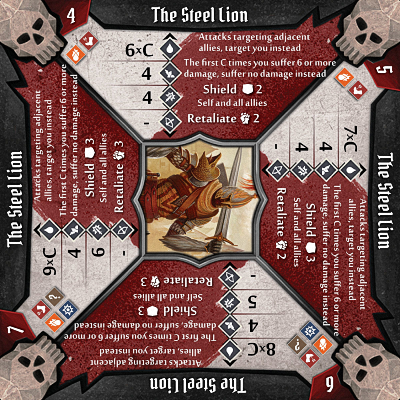 The Steel Lion
4
6xC
4
4
-
Attacks targeting adjacent
allies, target you instead
The first C times you suffer 6 or more
damage, suffer no damage instead
Shield 2
Self and all allies
Retaliate 2
The Steel Lion
5
7xC
4
4
-
Attacks targeting adjacent
allies, target you instead
The first C times you suffer 6 or more
damage, suffer no damage instead
Shield 3
Self and all allies
Retaliate 2
The Steel Lion
6
8xC
4
5
-
Attacks targeting adjacent
allies, target you instead
The first C times you suffer 6 or more
damage, suffer no damage instead
Shield 3
Self and all allies
Retaliate 3
The Steel Lion
7
9xC
4
6
-
Attacks targeting adjacent
allies, target you instead
The first C times you suffer 6 or more
damage, suffer no damage instead
Shield 3
Self and all allies
Retaliate 3